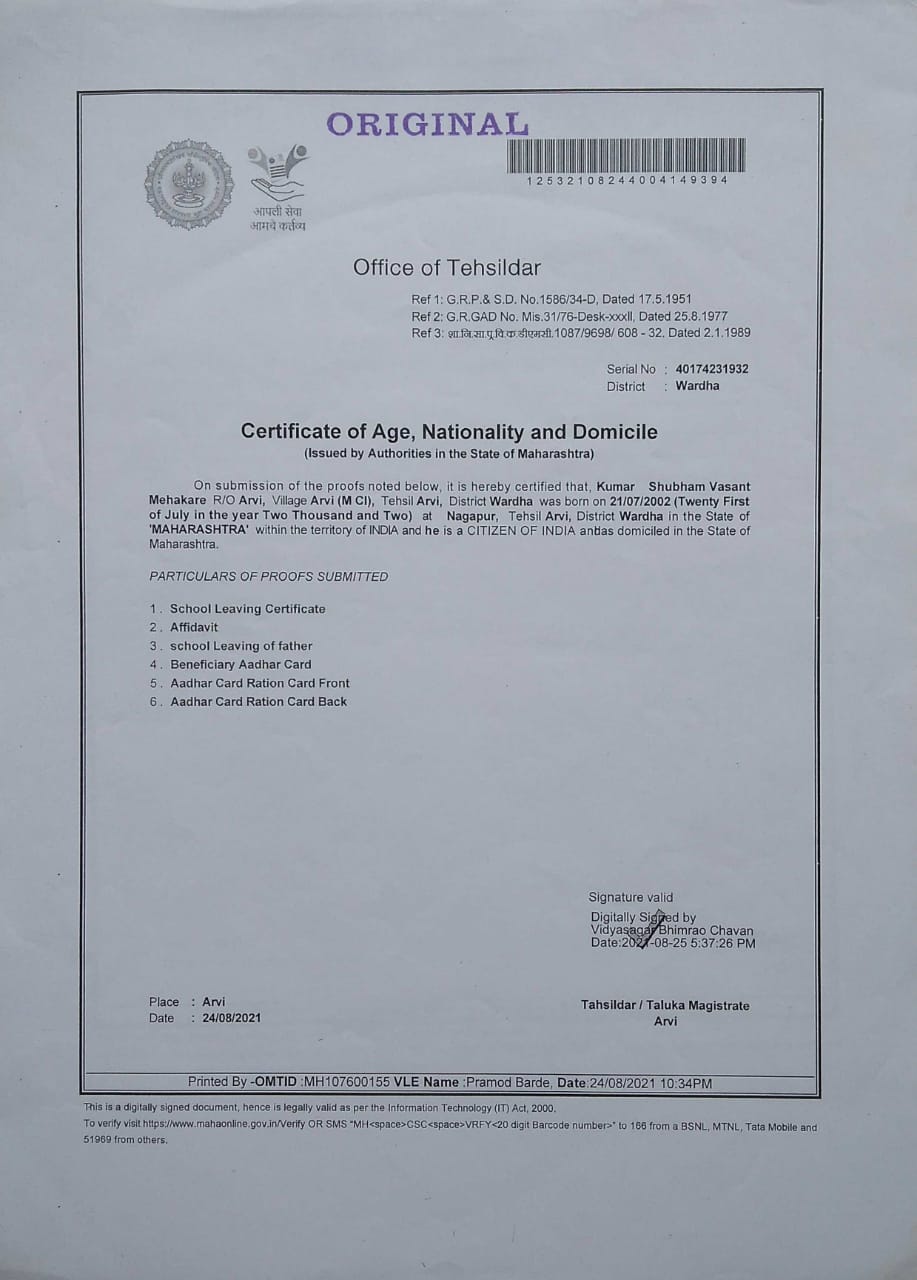 ORIGINAL
12532108244004149394
आपली सेवा
आमचे कर्तव्य
Office of Tehsildar
Ref 1: G.R.P.& S.D. No.1586/34-D, Dated 17.5.1951
Ref 2: G.R.GAD No. Mis.31/76-Desk-xxxII, Dated 25.8.1977
Ref 3: शा.नि.सा.पू.वि.क.डीएमसी.1087/9698/ 608 - 32, Dated 2.1.1989
Serial No : 40174231932
District : Wardha
Certificate of Age, Nationality and Domicile
(Issued by Authorities in the State of Maharashtra)
On submission of the proofs noted below, it is hereby certified that, Kumar Shubham Vasant
Mehakare R/O Arvi, Village Arvi (M CI), Tehsil Arvi, District Wardha was born on 21/07/2002 (Twenty First
of July in the year Two Thousand and Two) at Nagapur, Tehsil Arvi, District Wardha in the State of
'MAHARASHTRA' within the territory of INDIA and he is a CITIZEN OF INDIA and as domiciled in the State of
Maharashtra.
PARTICULARS OF PROOFS SUBMITTED
1 . School Leaving Certificate
2 . Affidavit
3 . school Leaving of father
4 . Beneficiary Aadhar Card
5 . Aadhar Card Ration Card Front
6 . Aadhar Card Ration Card Back
Signature valid
Digitally Signed by
Vidyasagar Bhimrao Chavan
Date:2021-08-25 5:37:26 PM
Place : Arvi
Date : 24/08/2021
Tahsildar / Taluka Magistrate
Arvi
Printed By -OMTID :MH107600155 VLE Name :Pramod Barde, Date:24/08/2021 10:34PM
This is a digitally signed document, hence is legally valid as per the Information Technology (IT) Act, 2000.
To verify visit https://www.mahaonline.gov.in/Verify OR SMS "MH<space>CSC<space>VRFY<20 digit Barcode number>" to 166 from a BSNL, MTNL, Tata Mobile and
51969 from others.